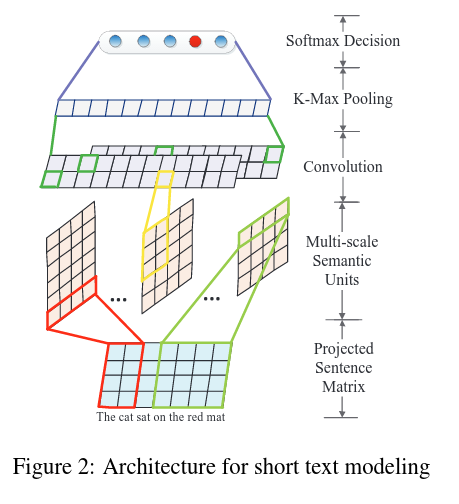 Softmax Decision
K-Max Pooling
Convolution
Multi-scale
Semantic
Units
...
...
Projected
Sentence
Matrix
The cat sat on the red mat
Figure 2: Architecture for short text modeling